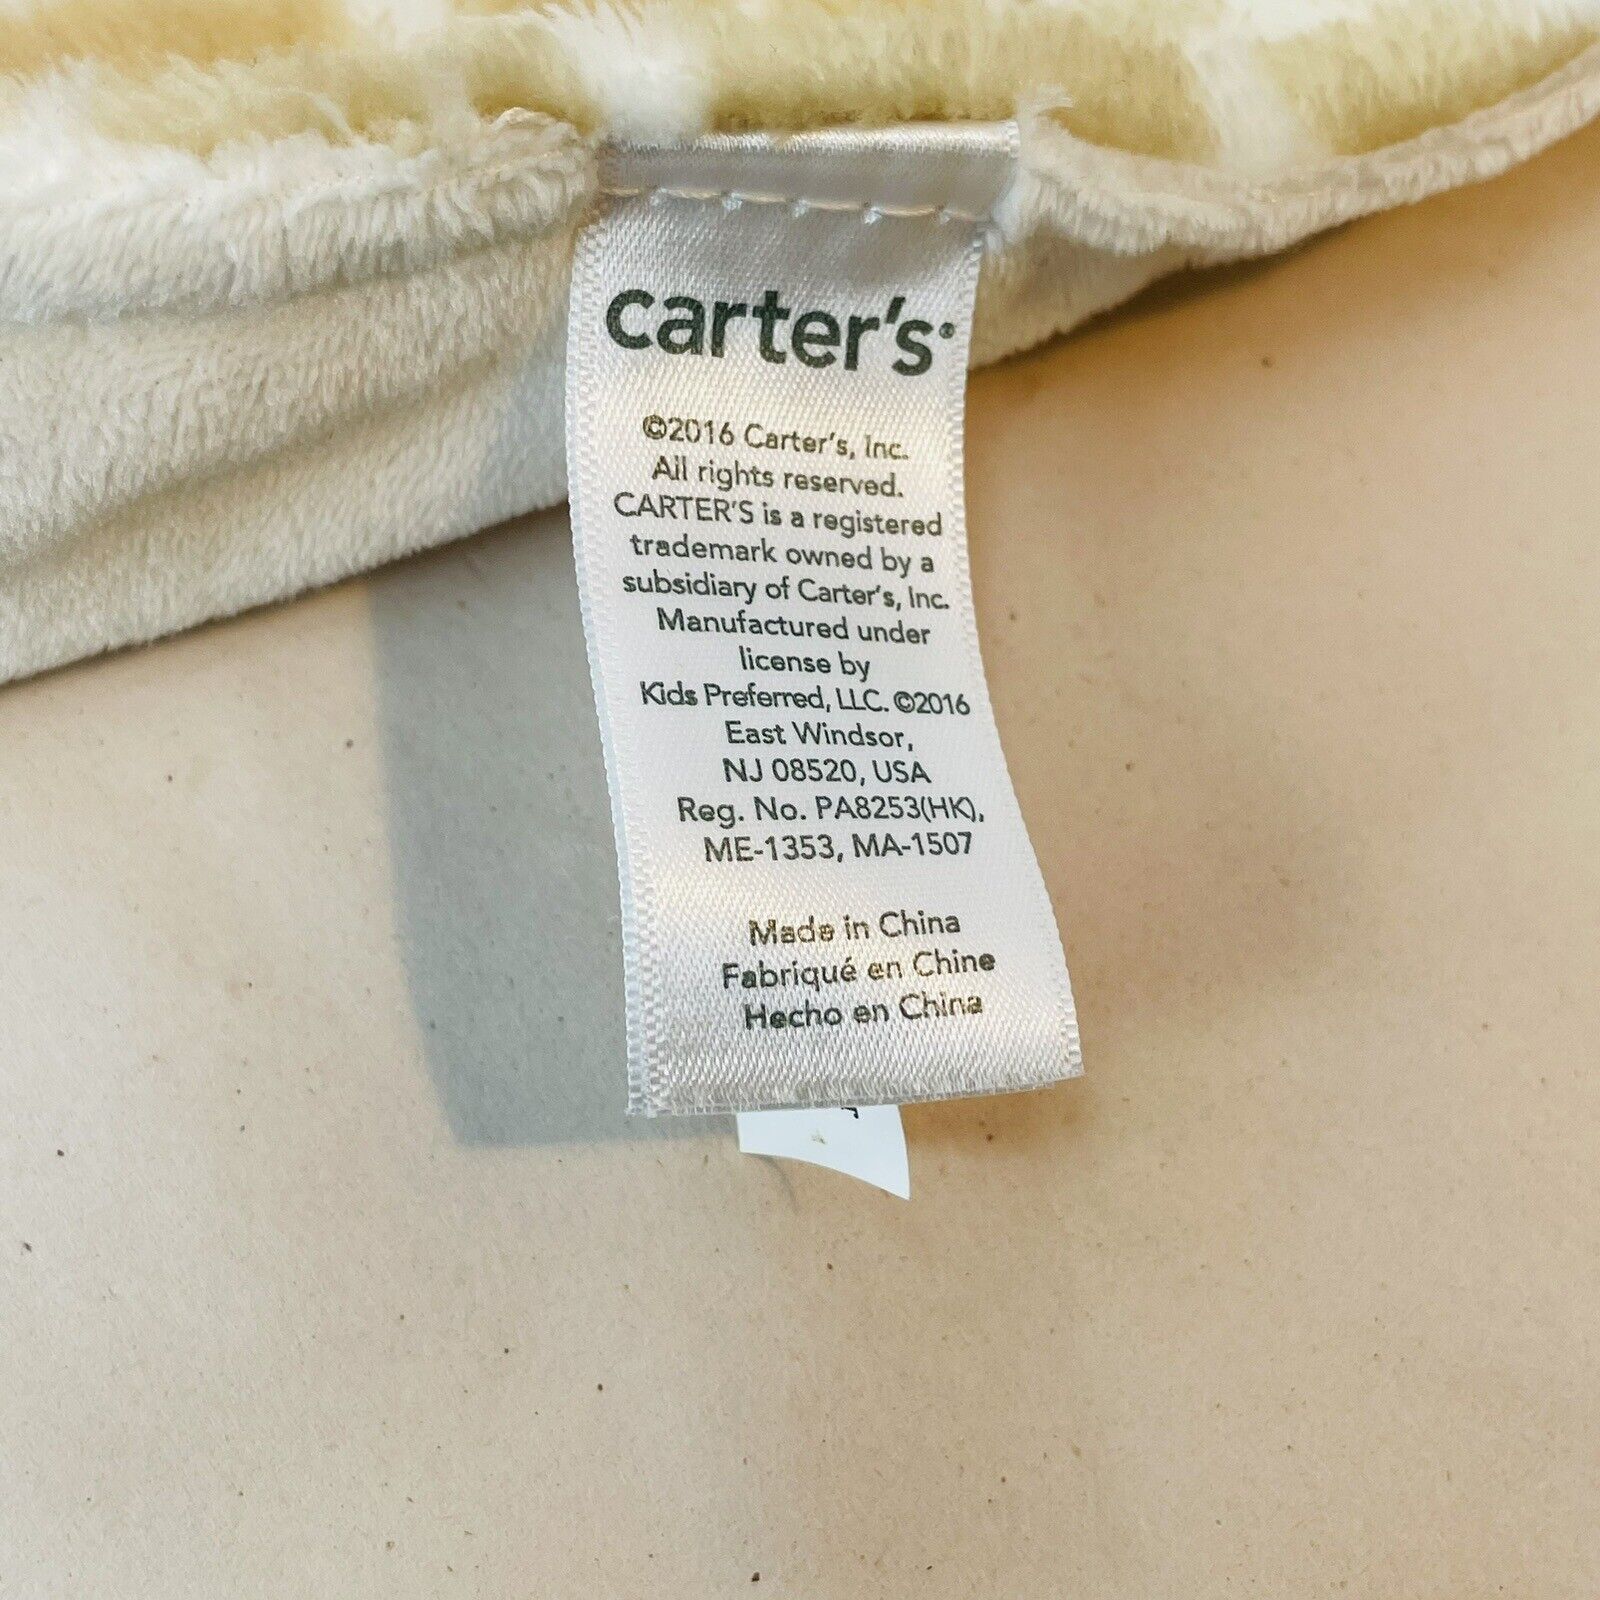 carter's®
©2016 Carter's, Inc.
All rights reserved.
CARTER'S is a registered
trademark owned by a
subsidiary of Carter's, Inc.
Manufactured under
license by
Kids Preferred, LLC. ©2016
East Windsor,
NJ 08520, USA
Reg. No. PA8253(HK),
ME-1353, MA-1507
Made in China
Fabriqué en Chine
Hecho en China